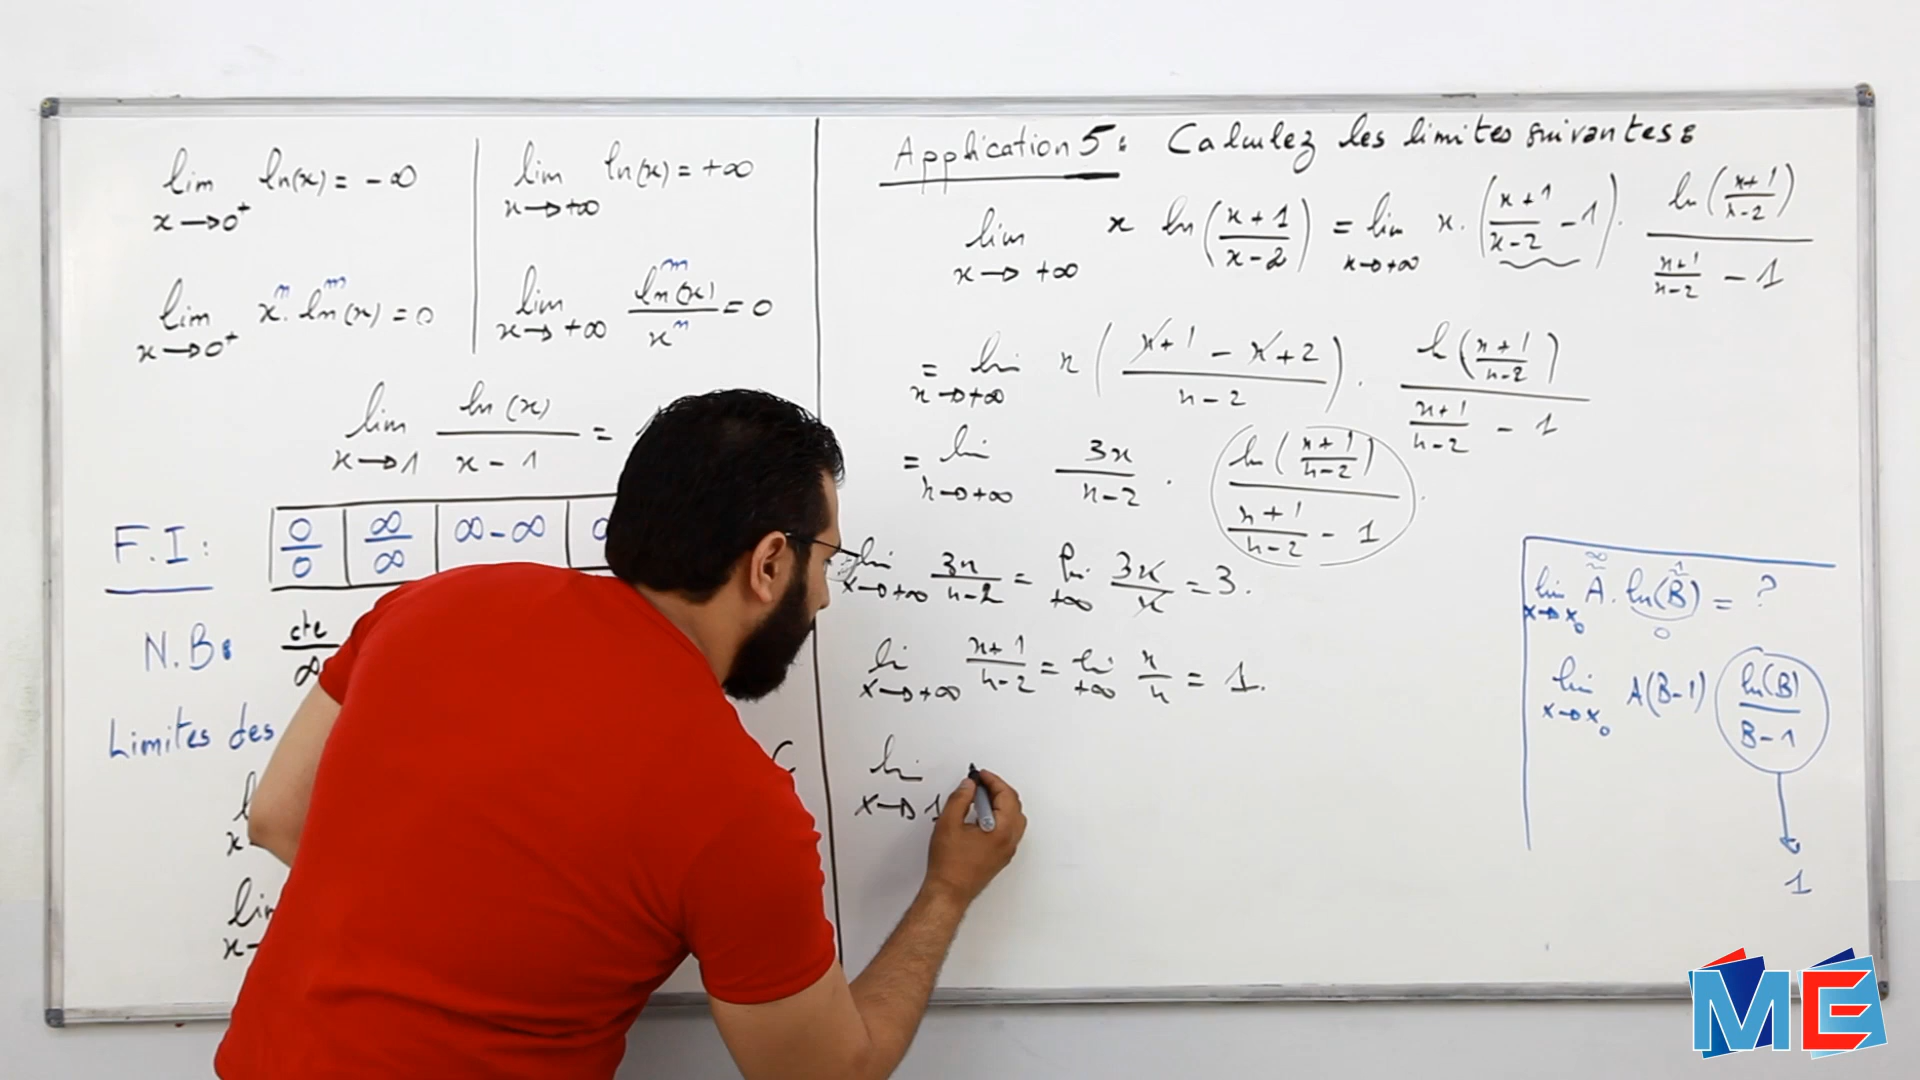 lim x→0⁺ ln(x) = -∞
lim x→+∞ ln(x) = +∞
lim x→0⁺ xⁿ. lnᵐ(x) = 0
lim x→+∞ lnᵐ(x)/xⁿ = 0
lim x→1 ln(x)/(x-1) =
F.I: 0/0 ∞/∞ ∞-∞
N.B: cte/∞
Limites des
Application 5: Calculez les limites suivantes:
lim x→+∞ x ln((x+1)/(x-2)) = lim x→+∞ x.((x+1)/(x-2) - 1). ln((x+1)/(x-2))/((x+1)/(x-2) - 1)
= lim x→+∞ x((x+1-x+2)/(x-2)). ln((x+1)/(x-2))/((x+1)/(x-2) - 1)
= lim x→+∞ 3x/(x-2) . ln((x+1)/(x-2))/((x+1)/(x-2) - 1)
lim x→+∞ 3x/(x-2) = lim +∞ 3x/x = 3.
lim x→+∞ (x+1)/(x-2) = lim +∞ x/x = 1.
lim X→1
lim x→x₀ A. ln(B) = ?
∞ 1
0
lim x→x₀ A(B-1) ln(B)/(B-1)
1
ME